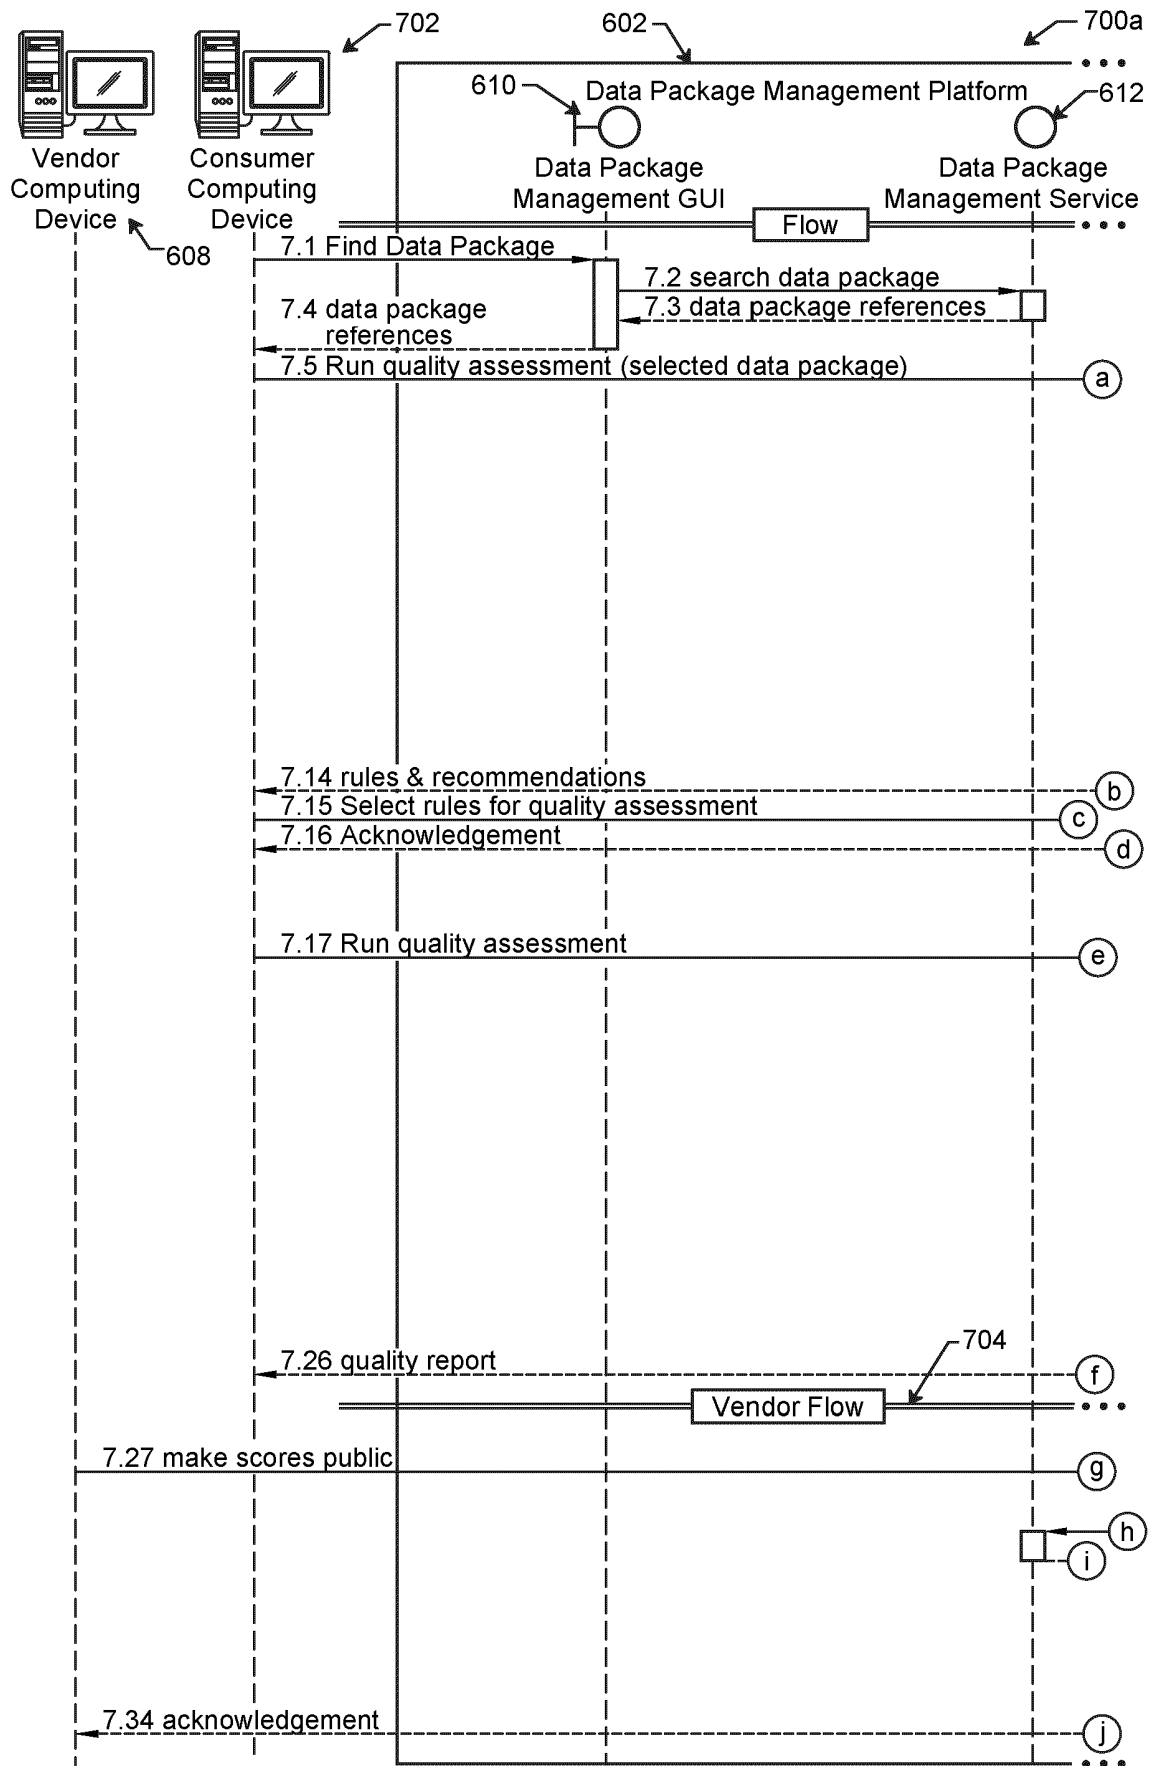 702
602
700a
610
Data Package Management Platform
612
Vendor
Computing
Device
608
Consumer
Computing
Device
Data Package
Management GUI
Data Package
Management Service
Flow
7.1 Find Data Package
7.2 search data package
7.3 data package references
7.4 data package
references
7.5 Run quality assessment (selected data package)
a
7.14 rules & recommendations
b
7.15 Select rules for quality assessment
c
7.16 Acknowledgement
d
7.17 Run quality assessment
e
704
7.26 quality report
f
Vendor Flow
7.27 make scores public
g
h
i
7.34 acknowledgement
j